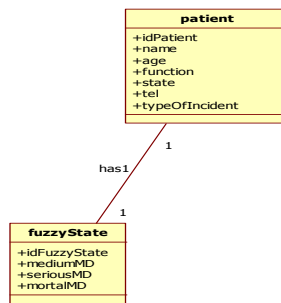 patient
+idPatient
+name
+age
+function
+state
+tel
+typeOfIncident
1
has1
1
fuzzyState
+idFuzzyState
+mediumMD
+seriousMD
+mortalMD